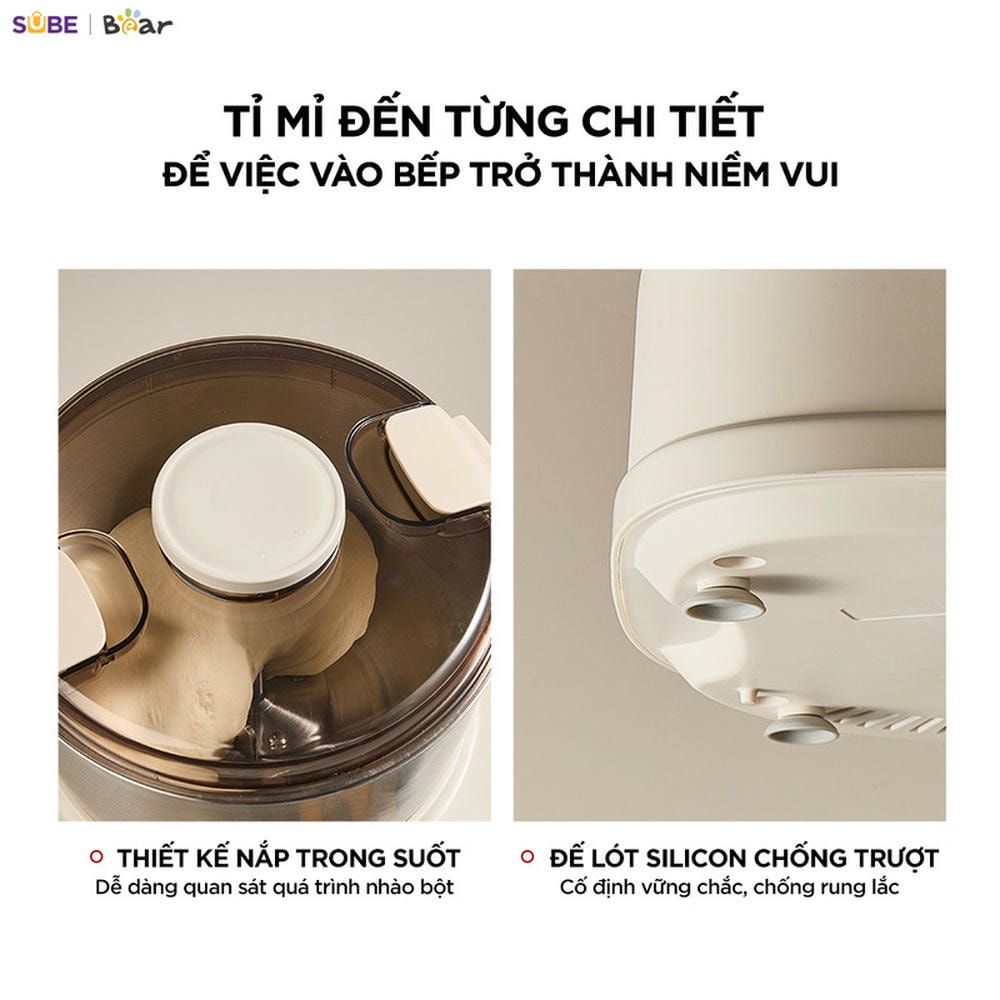 SUBE | Bear
TỈ MỈ ĐẾN TỪNG CHI TIẾT
ĐỂ VIỆC VÀO BẾP TRỞ THÀNH NIỀM VUI
THIẾT KẾ NẮP TRONG SUỐT
Dễ dàng quan sát quá trình nhào bột
ĐẾ LÓT SILICON CHỐNG TRƯỢT
Cố định vững chắc, chống rung lắc